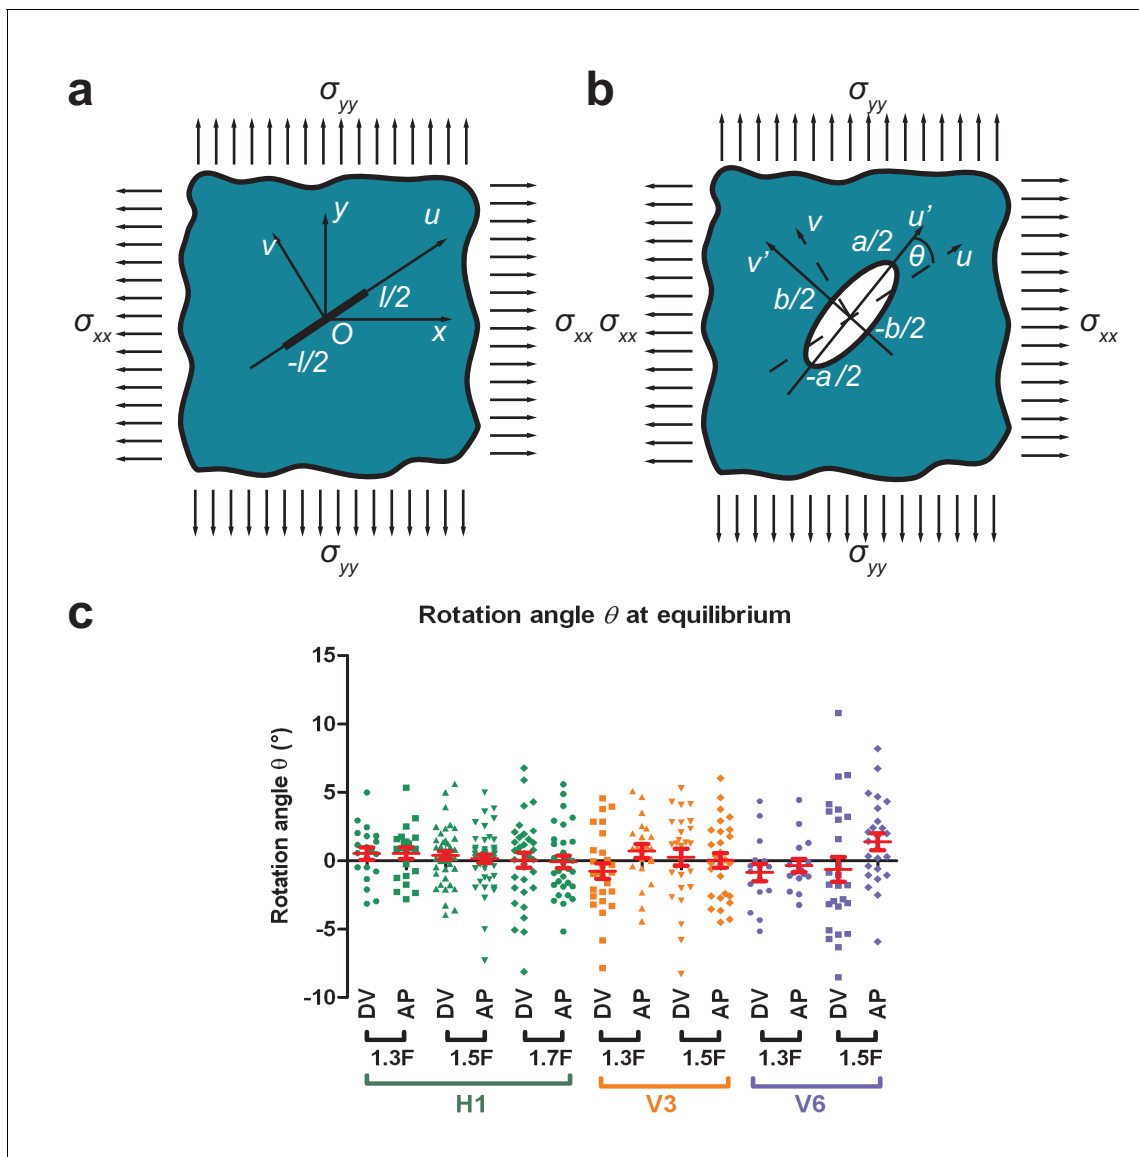 a
b
σyy
σyy
y
u
v
l/2
O
x
-l/2
σxx
σxx
σxx
σxx
v
u'
a/2
θ
u
v'
b/2
-b/2
-a/2
σyy
σyy
c
Rotation angle θ at equilibrium
Rotation angle θ (°)
15
10
5
0
-5
-10
DV AP DV AP DV AP DV AP DV AP DV AP DV AP
1.3F 1.5F 1.7F 1.3F 1.5F 1.3F 1.5F
H1 V3 V6